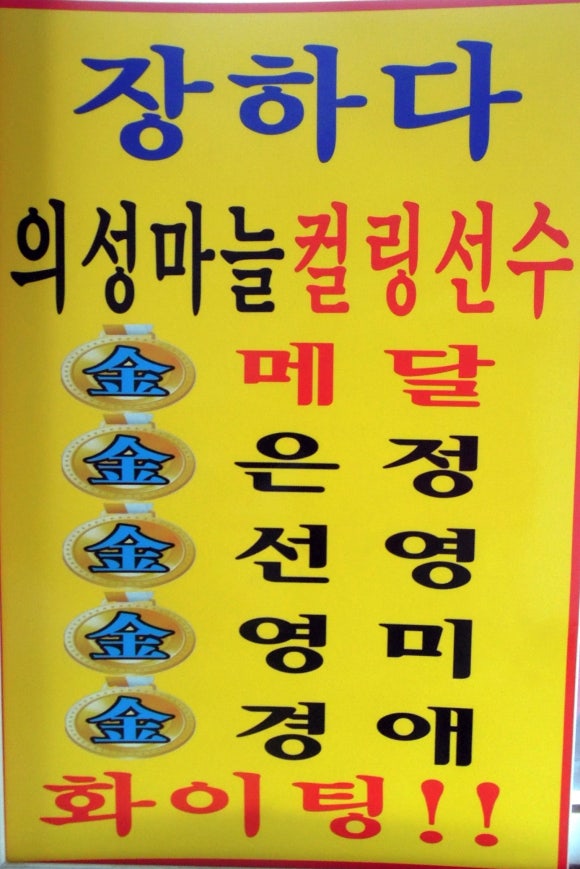 장하다
의성마늘컬링선수
金 메달
金 은정
金 선영
金 영미
金 경애
화이팅!!